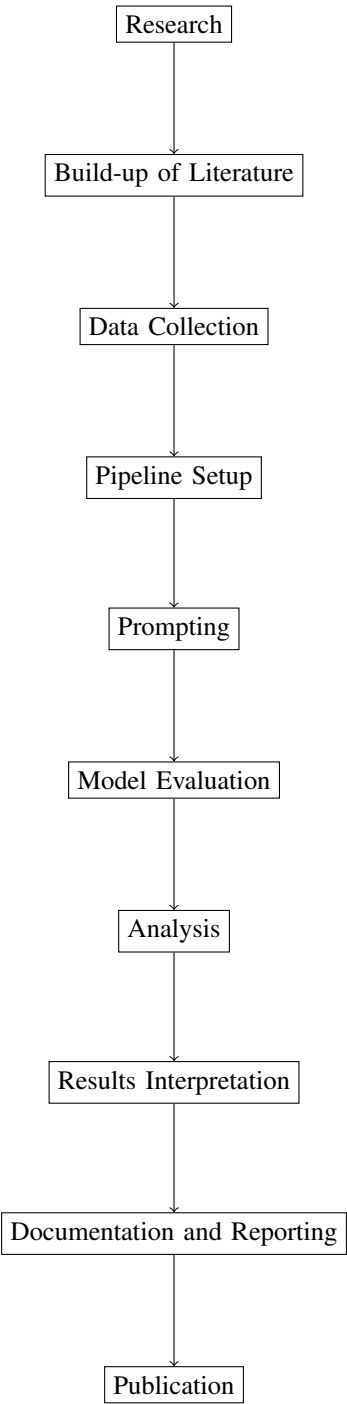 Research
Build-up of Literature
Data Collection
Pipeline Setup
Prompting
Model Evaluation
Analysis
Results Interpretation
Documentation and Reporting
Publication